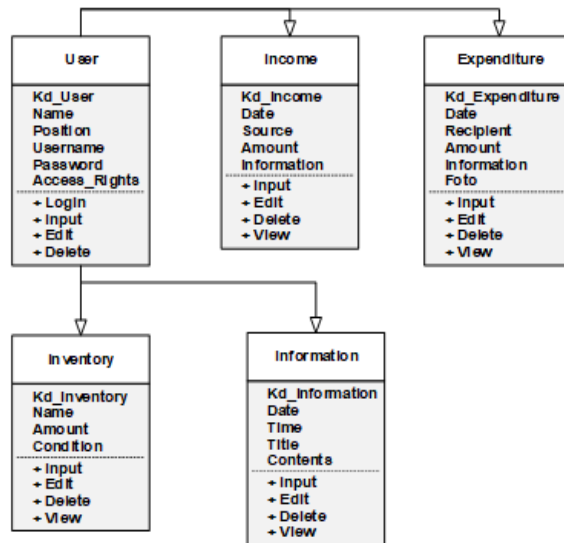 User
Kd_User
Name
Position
Username
Password
Access_Rights
+ Login
+ Input
+ Edit
+ Delete
Income
Kd_Income
Date
Source
Amount
Information
+ Input
+ Edit
+ Delete
+ View
Expenditure
Kd_Expenditure
Date
Recipient
Amount
Information
Foto
+ Input
+ Edit
+ Delete
+ View
Inventory
Kd_Inventory
Name
Amount
Condition
+ Input
+ Edit
+ Delete
+ View
Information
Kd_Information
Date
Time
Title
Contents
+ Input
+ Edit
+ Delete
+ View